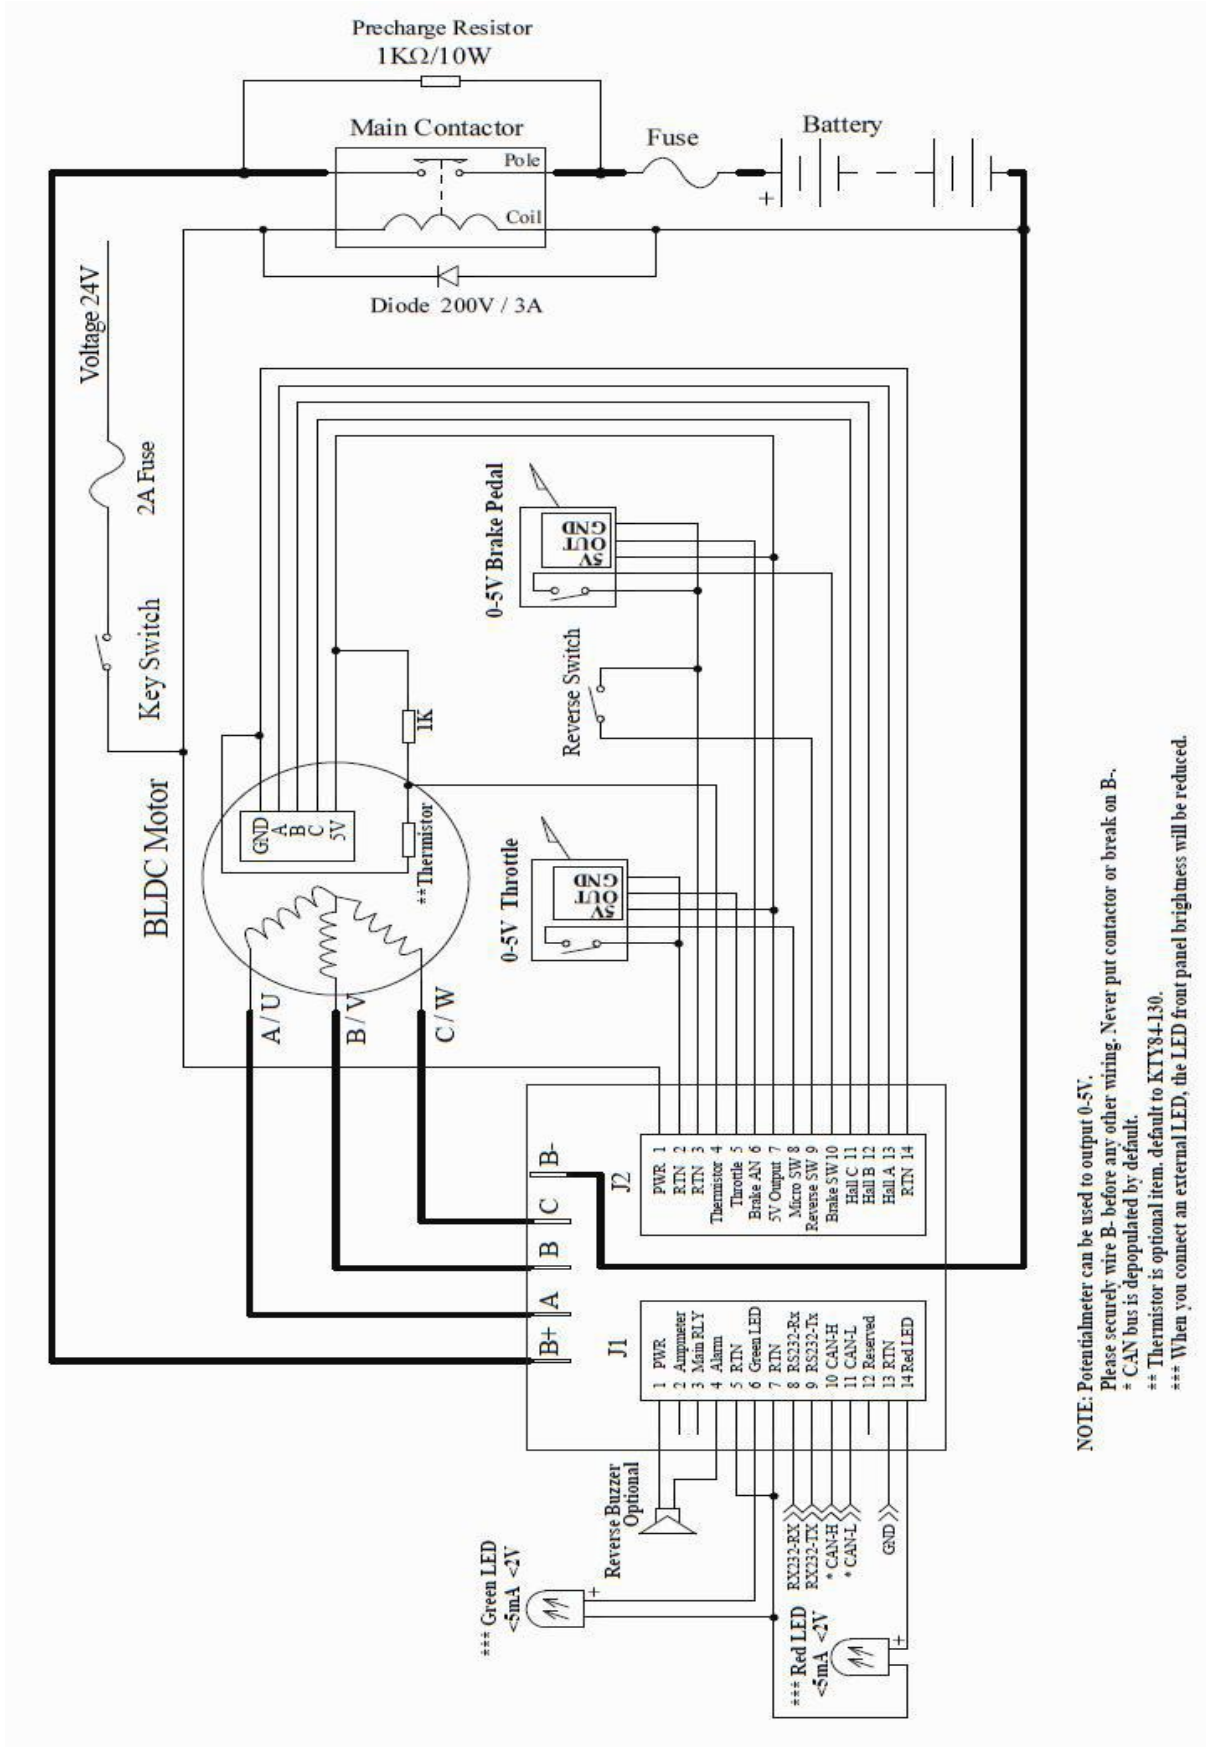 Precharge Resistor
1KΩ/10W
Main Contactor
Pole
Coil
Fuse
Battery
+
Diode 200V / 3A
Voltage 24V
2A Fuse
Key Switch
BLDC Motor
GND
A
B
C
5V
1K
**Thermistor
A/U
B/V
C/W
0-5V Brake Pedal
GND
OUT
5V
Reverse Switch
0-5V Throttle
GND
OUT
5V
B+
A
B
C
B-
J2
PWR 1
RTN 2
RTN 3
Thermistor 4
Throttle 5
Brake AN 6
5V Output 7
Micro SW 8
Reverse SW 9
Brake SW10
Hall C 11
Hall B 12
Hall A 13
RTN 14
J1
1 PWR
2 Ampmeter
3 Main RLY
4 Alarm
5 RTN
6 Green LED
7 RTN
8 RS232-Rx
9 RS232-Tx
10 CAN-H
11 CAN-L
12 Reserved
13 RTN
14 Red LED
Reverse Buzzer
Optional
*** Green LED
<5mA <2V
+
RX232-RX
RX232-TX
* CAN-H
* CAN-L
GND
*** Red LED
<5mA <2V
+
NOTE: Potentialmeter can be used to output 0-5V.
Please securely wire B- before any other wiring. Never put contactor or break on B-.
* CAN bus is depopulated by default.
** Thermistor is optional item. default to KTY84-130.
*** When you connect an external LED, the LED front panel brightness will be reduced.